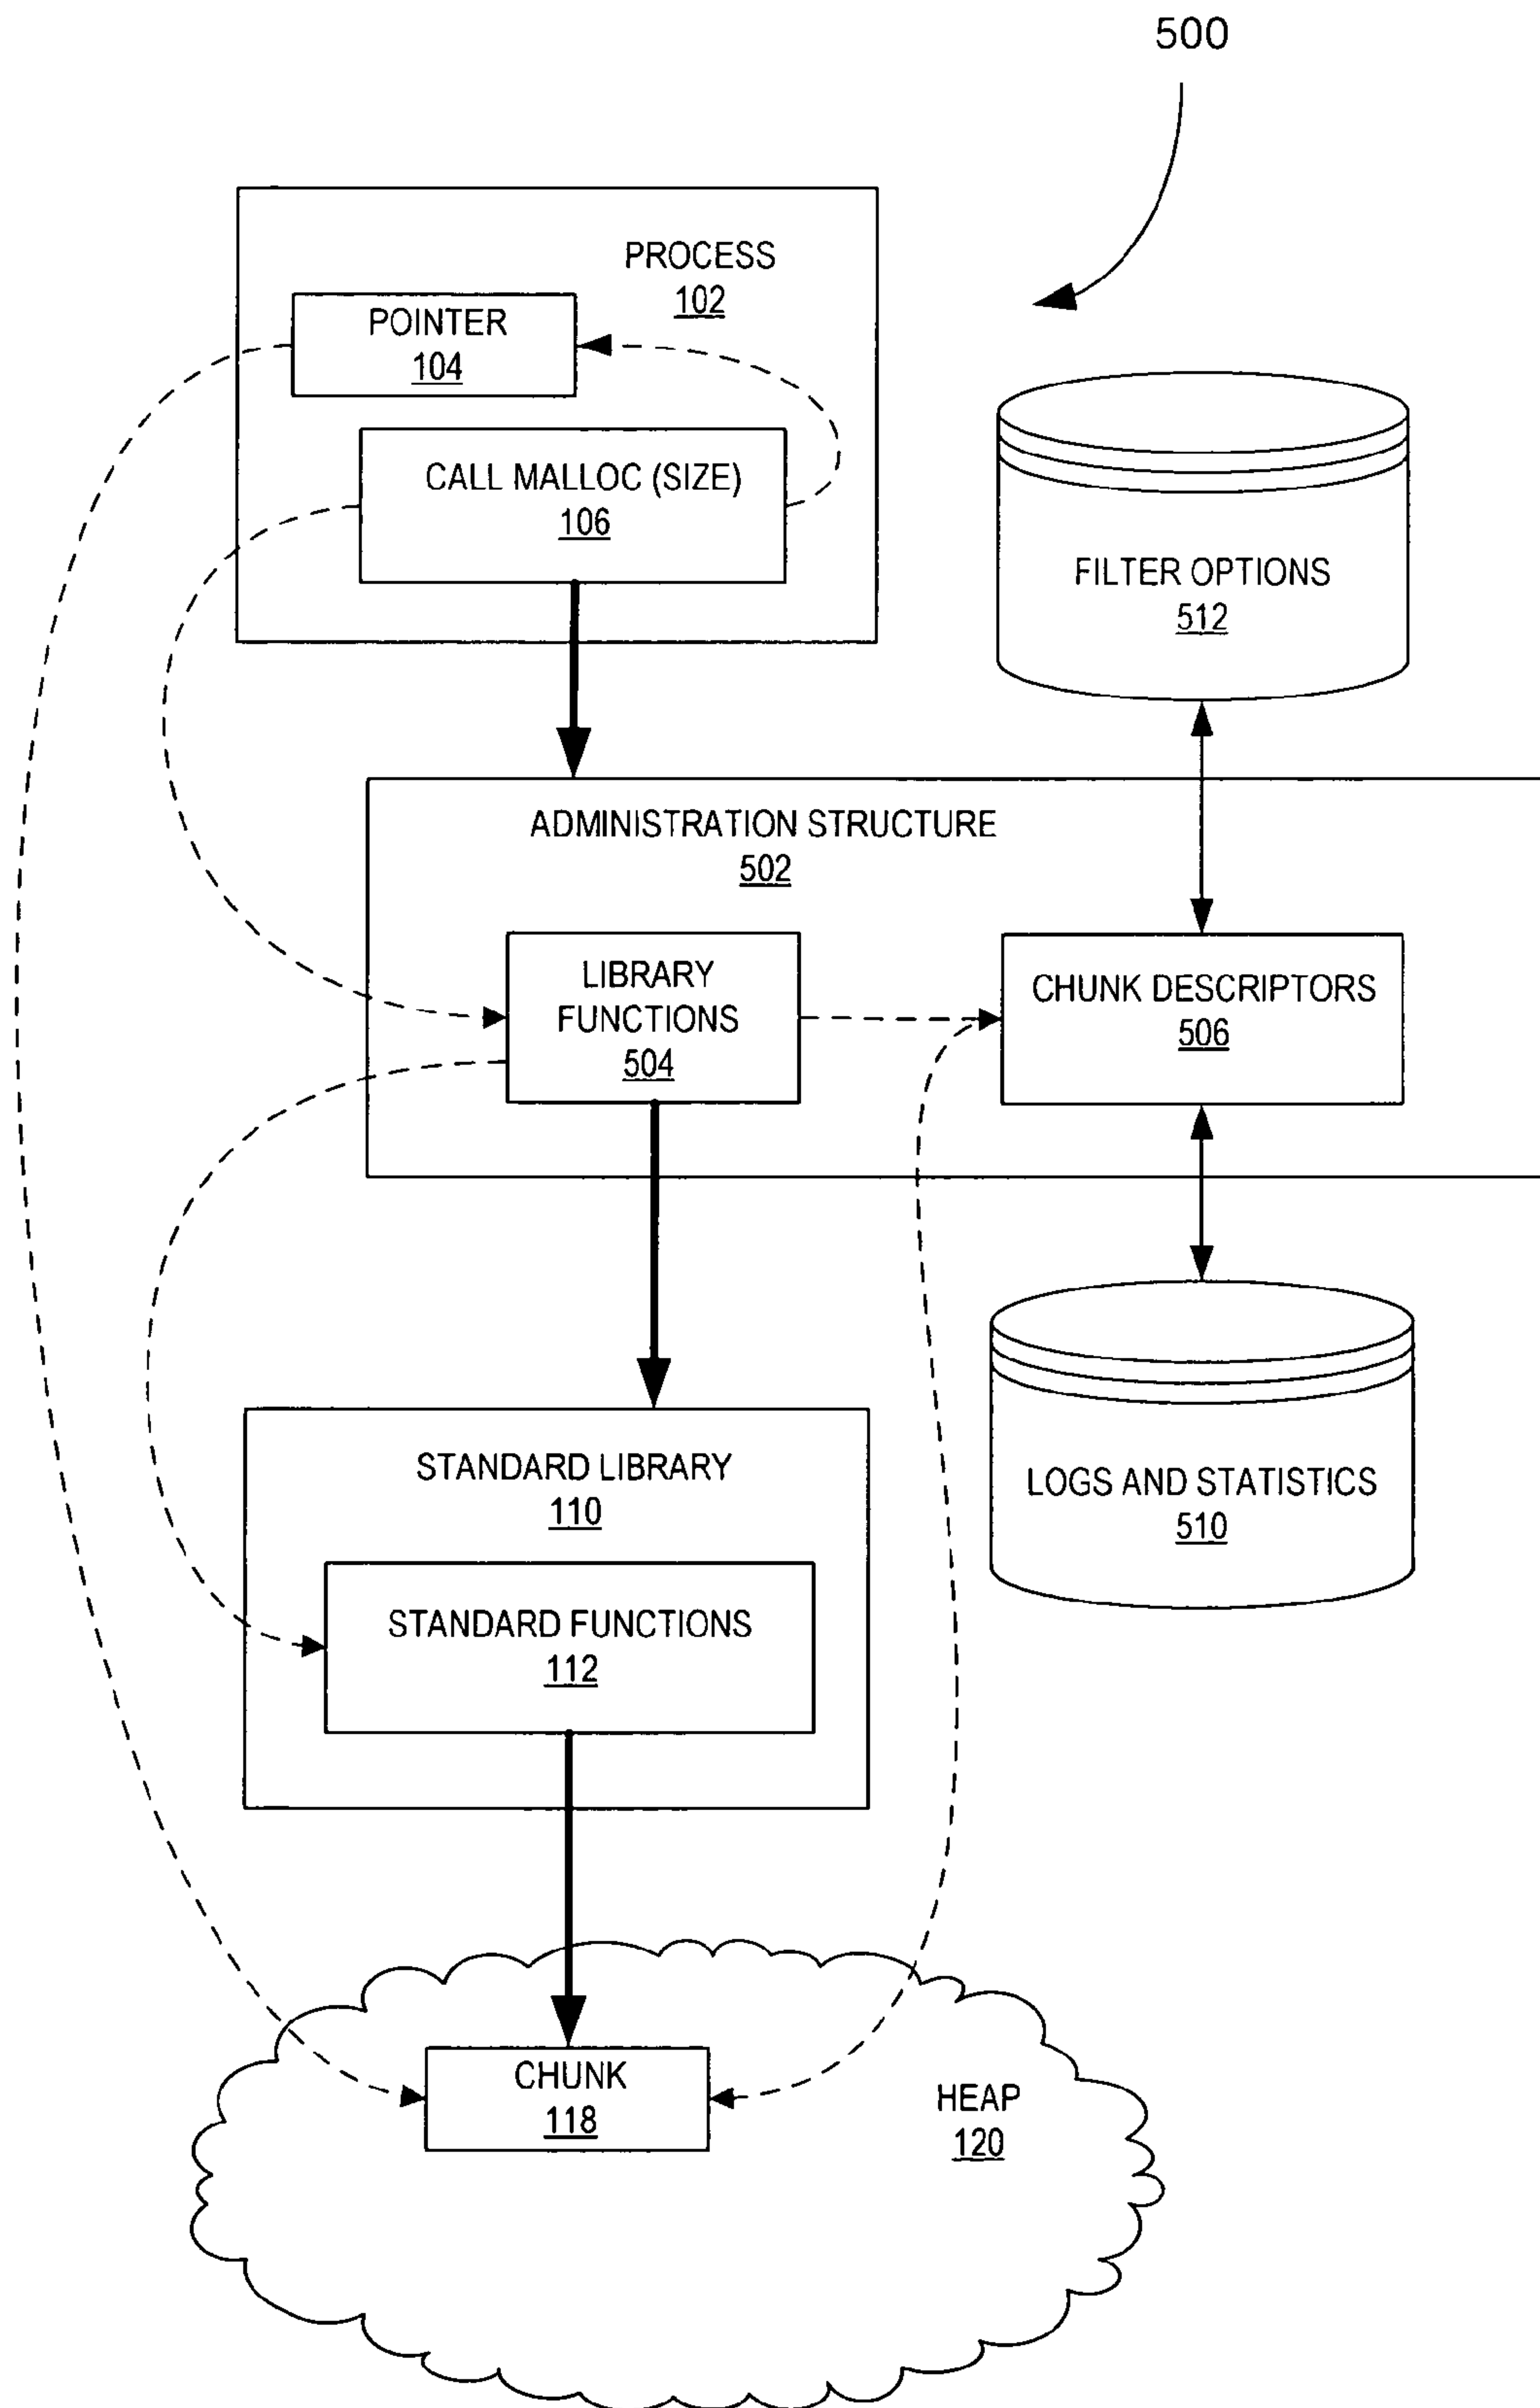 500
PROCESS
102
POINTER
104
CALL MALLOC (SIZE)
106
FILTER OPTIONS
512
ADMINISTRATION STRUCTURE
502
LIBRARY
FUNCTIONS
504
CHUNK DESCRIPTORS
506
STANDARD LIBRARY
110
LOGS AND STATISTICS
510
STANDARD FUNCTIONS
112
CHUNK
118
HEAP
120